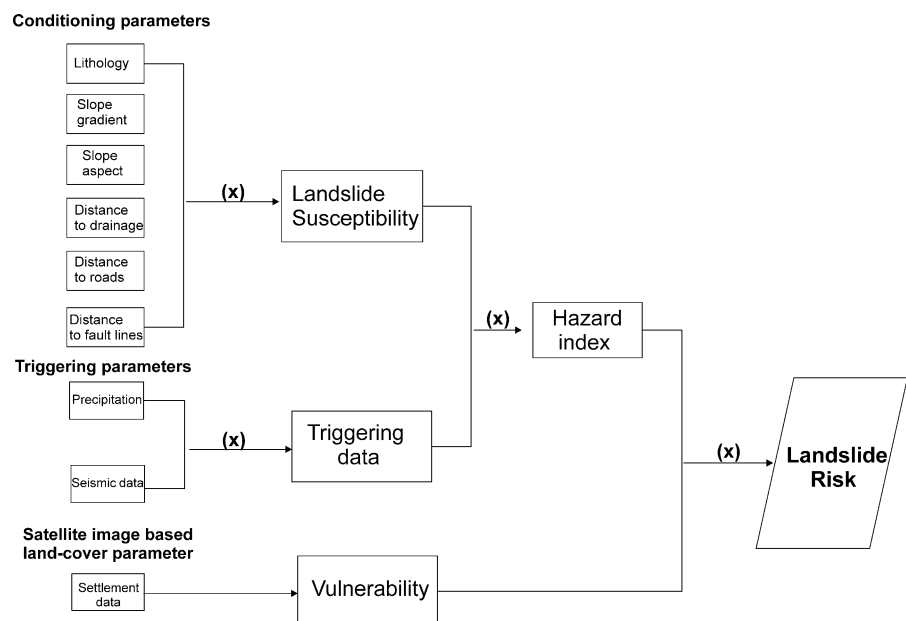 Conditioning parameters
Lithology
Slope
gradient
Slope
aspect
Distance
to drainage
Distance
to roads
Distance
to fault lines
(x)
Landslide
Susceptibility
Triggering parameters
Precipitation
Seismic data
(x)
Triggering
data
(x)
Hazard
index
Satellite image based
land-cover parameter
Settlement
data
Vulnerability
(x)
Landslide
Risk